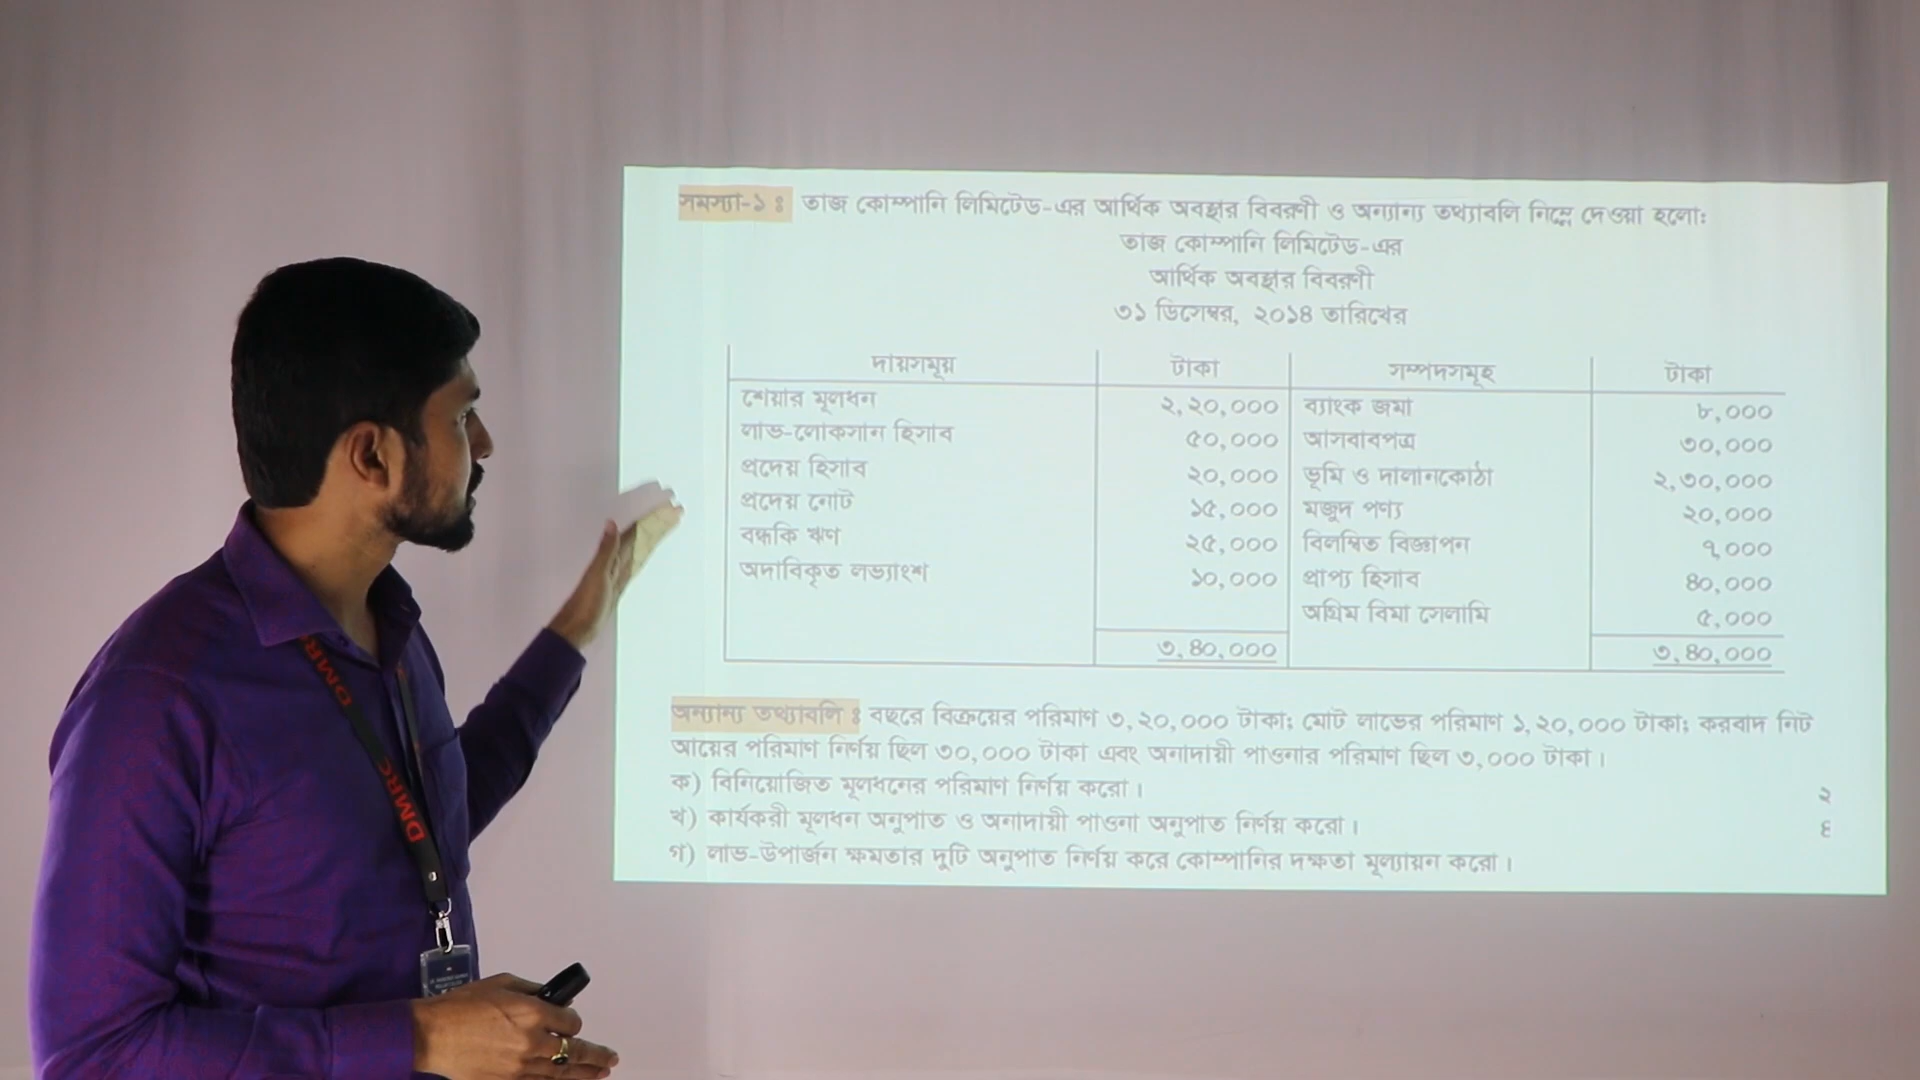 সমস্যা-১ : তাজ কোম্পানি লিমিটেড-এর আর্থিক অবস্থার বিবরণী ও অন্যান্য তথ্যাবলি নিম্নে দেওয়া হলো:
তাজ কোম্পানি লিমিটেড-এর
আর্থিক অবস্থার বিবরণী
৩১ ডিসেম্বর, ২০১৪ তারিখের
দায়সমূয় টাকা সম্পদসমূহ টাকা
শেয়ার মূলধন ২,২০,০০০ ব্যাংক জমা ৮,০০০
লাভ-লোকসান হিসাব ৫০,০০০ আসবাবপত্র ৩০,০০০
প্রদেয় হিসাব ২০,০০০ ভূমি ও দালানকোঠা ২,৩০,০০০
প্রদেয় নোট ১৫,০০০ মজুদ পণ্য ২০,০০০
বন্ধকি ঋণ ২৫,০০০ বিলম্বিত বিজ্ঞাপন ৭,০০০
অদাবিকৃত লভ্যাংশ ১০,০০০ প্রাপ্য হিসাব ৪০,০০০
অগ্রিম বিমা সেলামি ৫,০০০
৩,৪০,০০০ ৩,৪০,০০০
অন্যান্য তথ্যাবলি : বছরে বিক্রয়ের পরিমাণ ৩,২০,০০০ টাকা; মোট লাভের পরিমাণ ১,২০,০০০ টাকা; করবাদ নিট
আয়ের পরিমাণ নির্ণয় ছিল ৩০,০০০ টাকা এবং অনাদায়ী পাওনার পরিমাণ ছিল ৩,০০০ টাকা।
ক) বিনিয়োজিত মূলধনের পরিমাণ নির্ণয় করো। ২
খ) কার্যকরী মূলধন অনুপাত ও অনাদায়ী পাওনা অনুপাত নির্ণয় করো। ৪
গ) লাভ-উপার্জন ক্ষমতার দুটি অনুপাত নির্ণয় করে কোম্পানির দক্ষতা মূল্যায়ন করো।
DMRC
DMRC